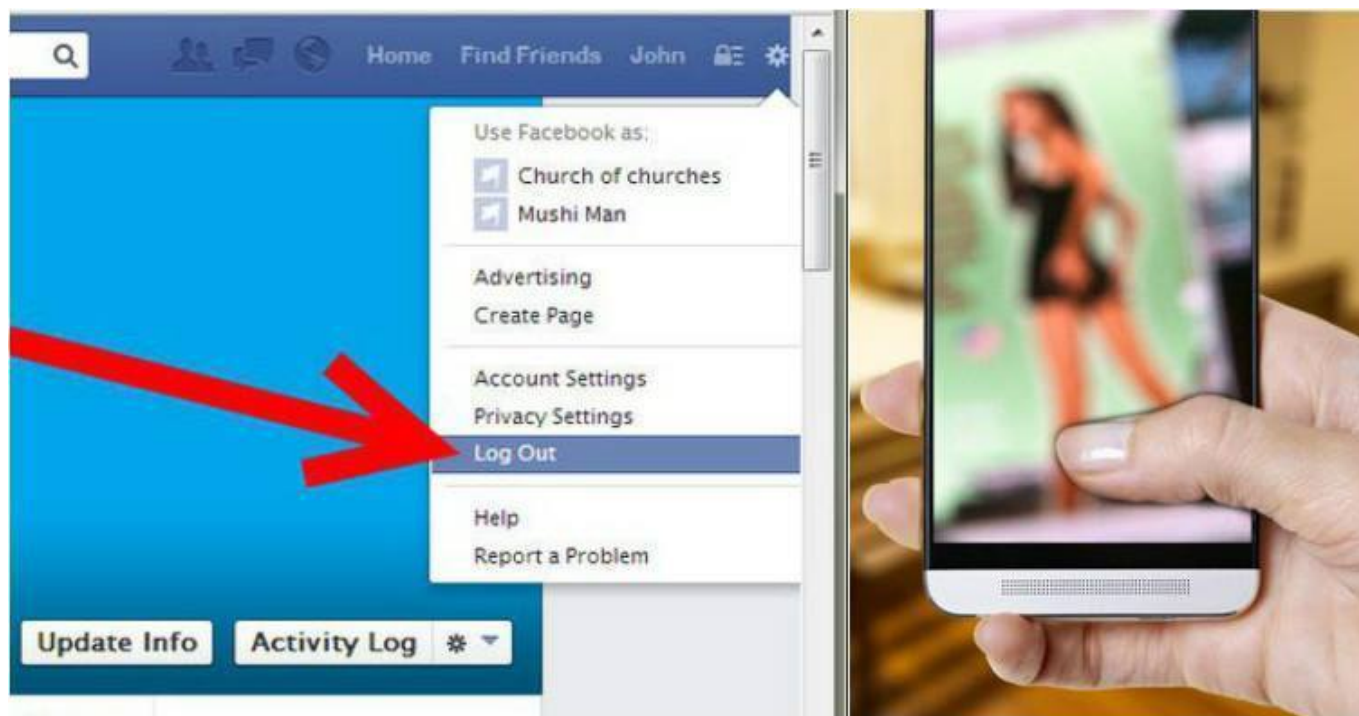 Home Find Friends John
Use Facebook as:
Church of churches
Mushi Man
Advertising
Create Page
Account Settings
Privacy Settings
Log Out
Help
Report a Problem
Update Info Activity Log